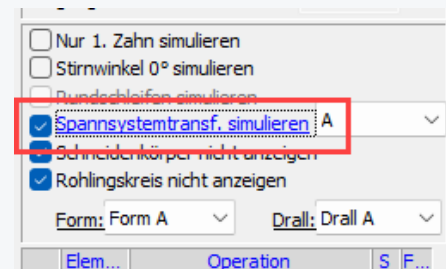 Nur 1. Zahn simulieren
Stirnwinkel 0° simulieren
Rundschleifen simulieren
Spannsystemtransf. simulieren A
Schneidenkörper nicht anzeigen
Rohlingskreis nicht anzeigen
Form: Form A Drall: Drall A
Elem... Operation S F...